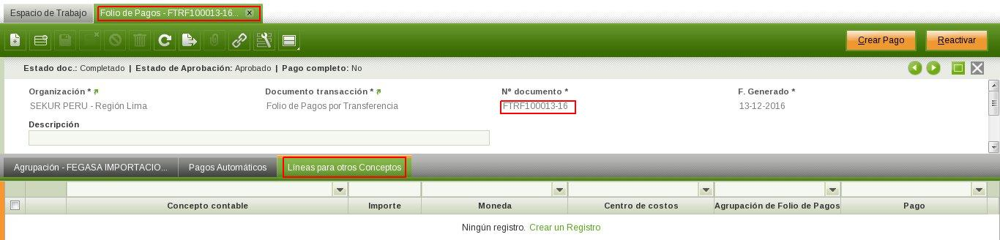 Espacio de Trabajo Folio de Pagos - FTRF100013-16...
Crear Pago Reactivar
Estado doc.: Completado | Estado de Aprobación: Aprobado | Pago completo: No
Organización * Documento transacción * Nº documento * F. Generado *
SEKUR PERU - Región Lima Folio de Pagos por Transferencia FTRF100013-16 13-12-2016
Descripción
Agrupación - FEGASA IMPORTACIO... Pagos Automáticos Líneas para otros Conceptos
Concepto contable Importe Moneda Centro de costos Agrupación de Folio de Pagos Pago
Ningún registro. Crear un Registro